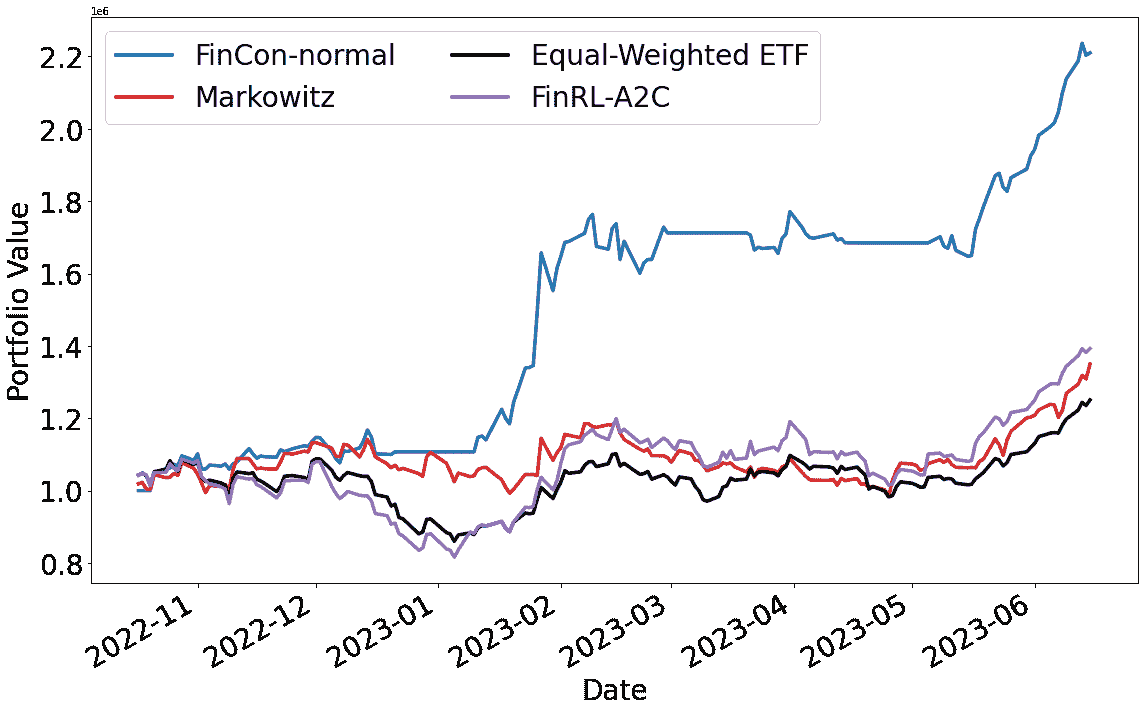 1e6
FinCon-normal
Markowitz
Equal-Weighted ETF
FinRL-A2C
2.2
2.0
1.8
1.6
1.4
1.2
1.0
0.8
Portfolio Value
2022-11
2022-12
2023-01
2023-02
2023-03
2023-04
2023-05
2023-06
Date